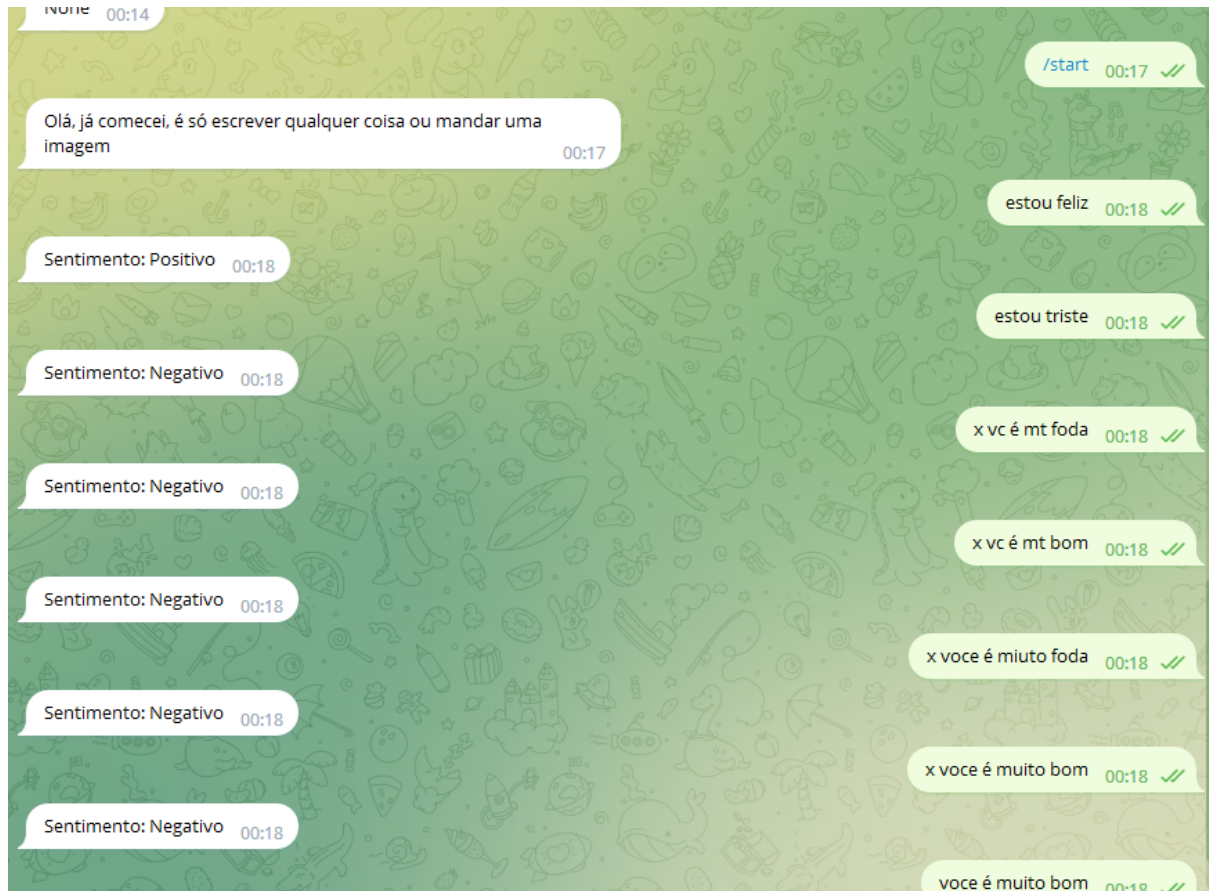 None 00:14
/start 00:17
Olá, já comecei, é só escrever qualquer coisa ou mandar uma
imagem 00:17
estou feliz 00:18
Sentimento: Positivo 00:18
estou triste 00:18
Sentimento: Negativo 00:18
x vc é mt foda 00:18
Sentimento: Negativo 00:18
x vc é mt bom 00:18
Sentimento: Negativo 00:18
x voce é miuto foda 00:18
Sentimento: Negativo 00:18
x voce é muito bom 00:18
Sentimento: Negativo 00:18
voce é muito bom 00:18